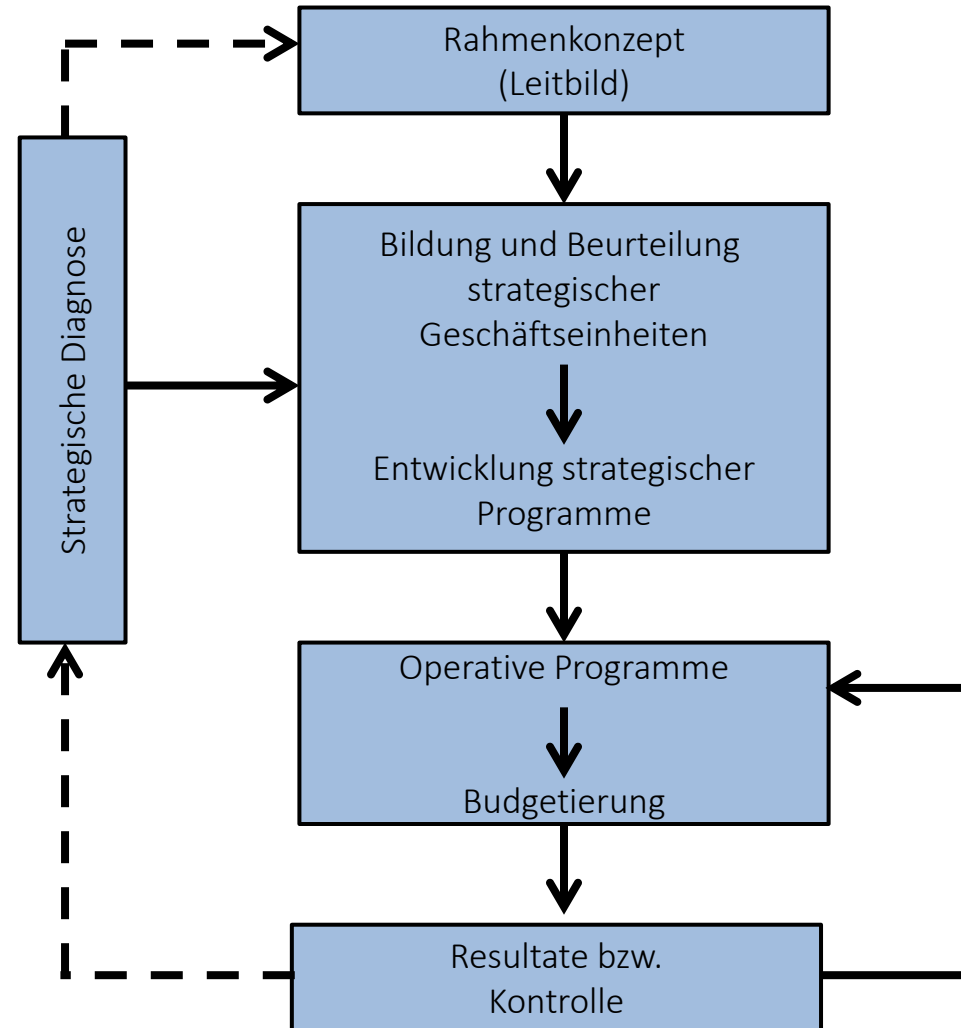 Rahmenkonzept
(Leitbild)
Strategische Diagnose
Bildung und Beurteilung
strategischer
Geschäftseinheiten
Entwicklung strategischer
Programme
Operative Programme
Budgetierung
Resultate bzw.
Kontrolle